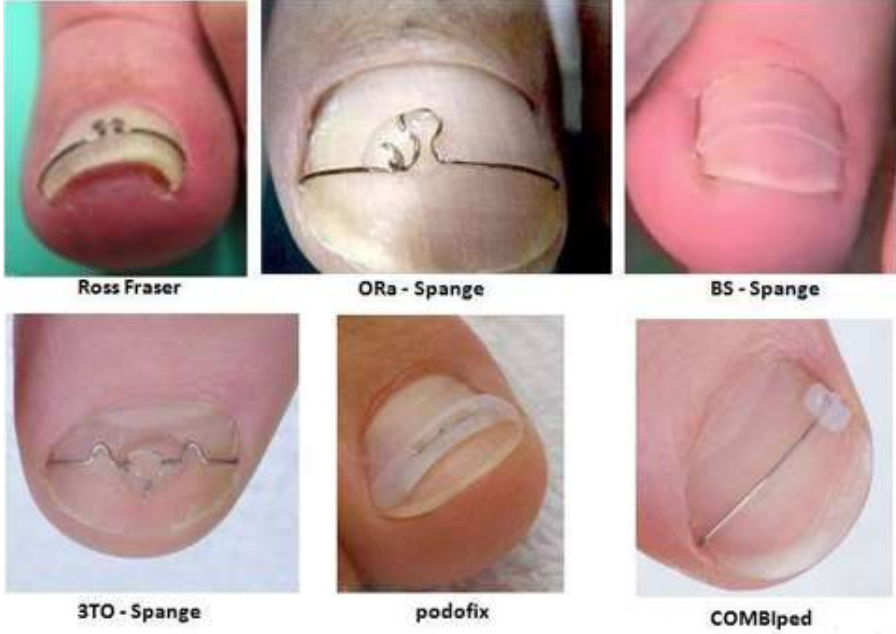 Ross Fraser
ORa - Spange
BS - Spange
3TO - Spange
podofix
COMBIped